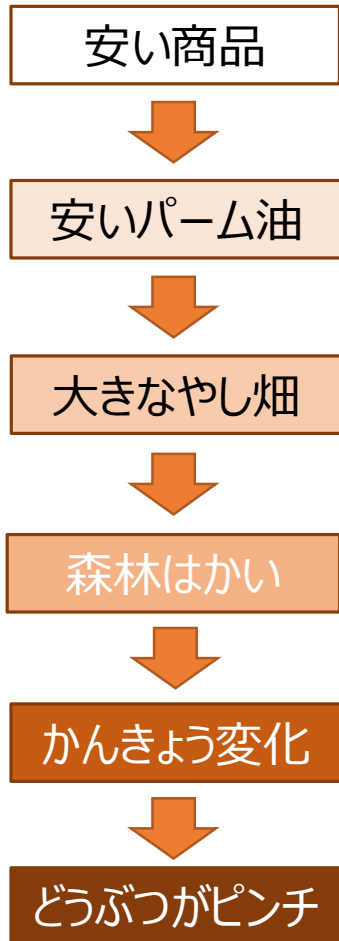 安い商品
安いパーム油
大きなやし畑
森林はかい
かんきょう変化
どうぶつがピンチ